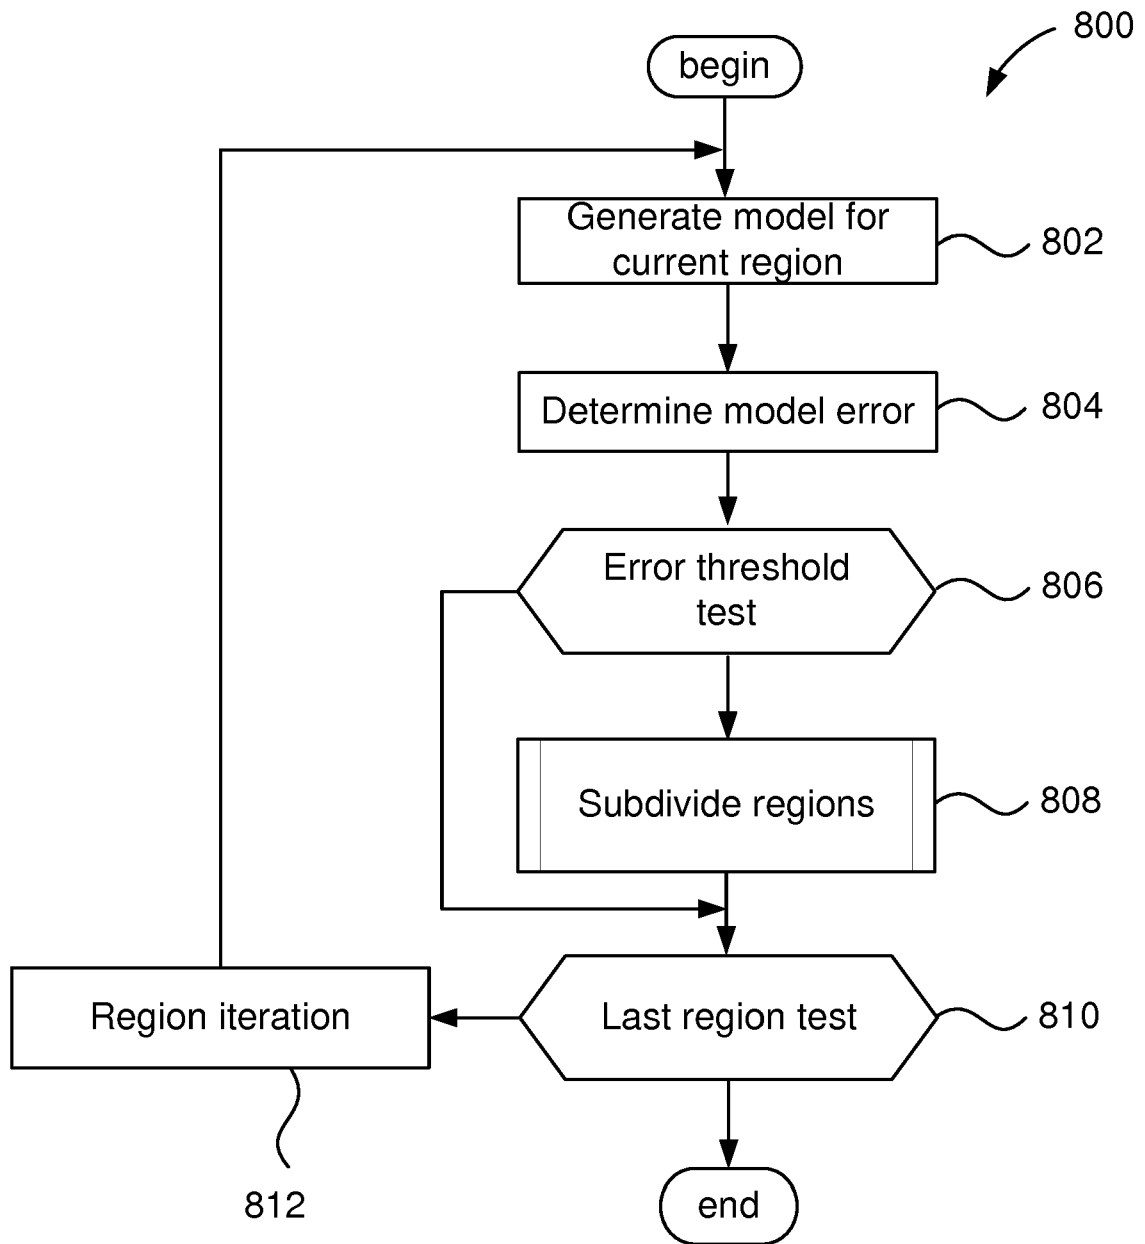 800
begin
Generate model for
current region
802
Determine model error
804
Error threshold
test
806
Subdivide regions
808
Region iteration
Last region test
810
812
end